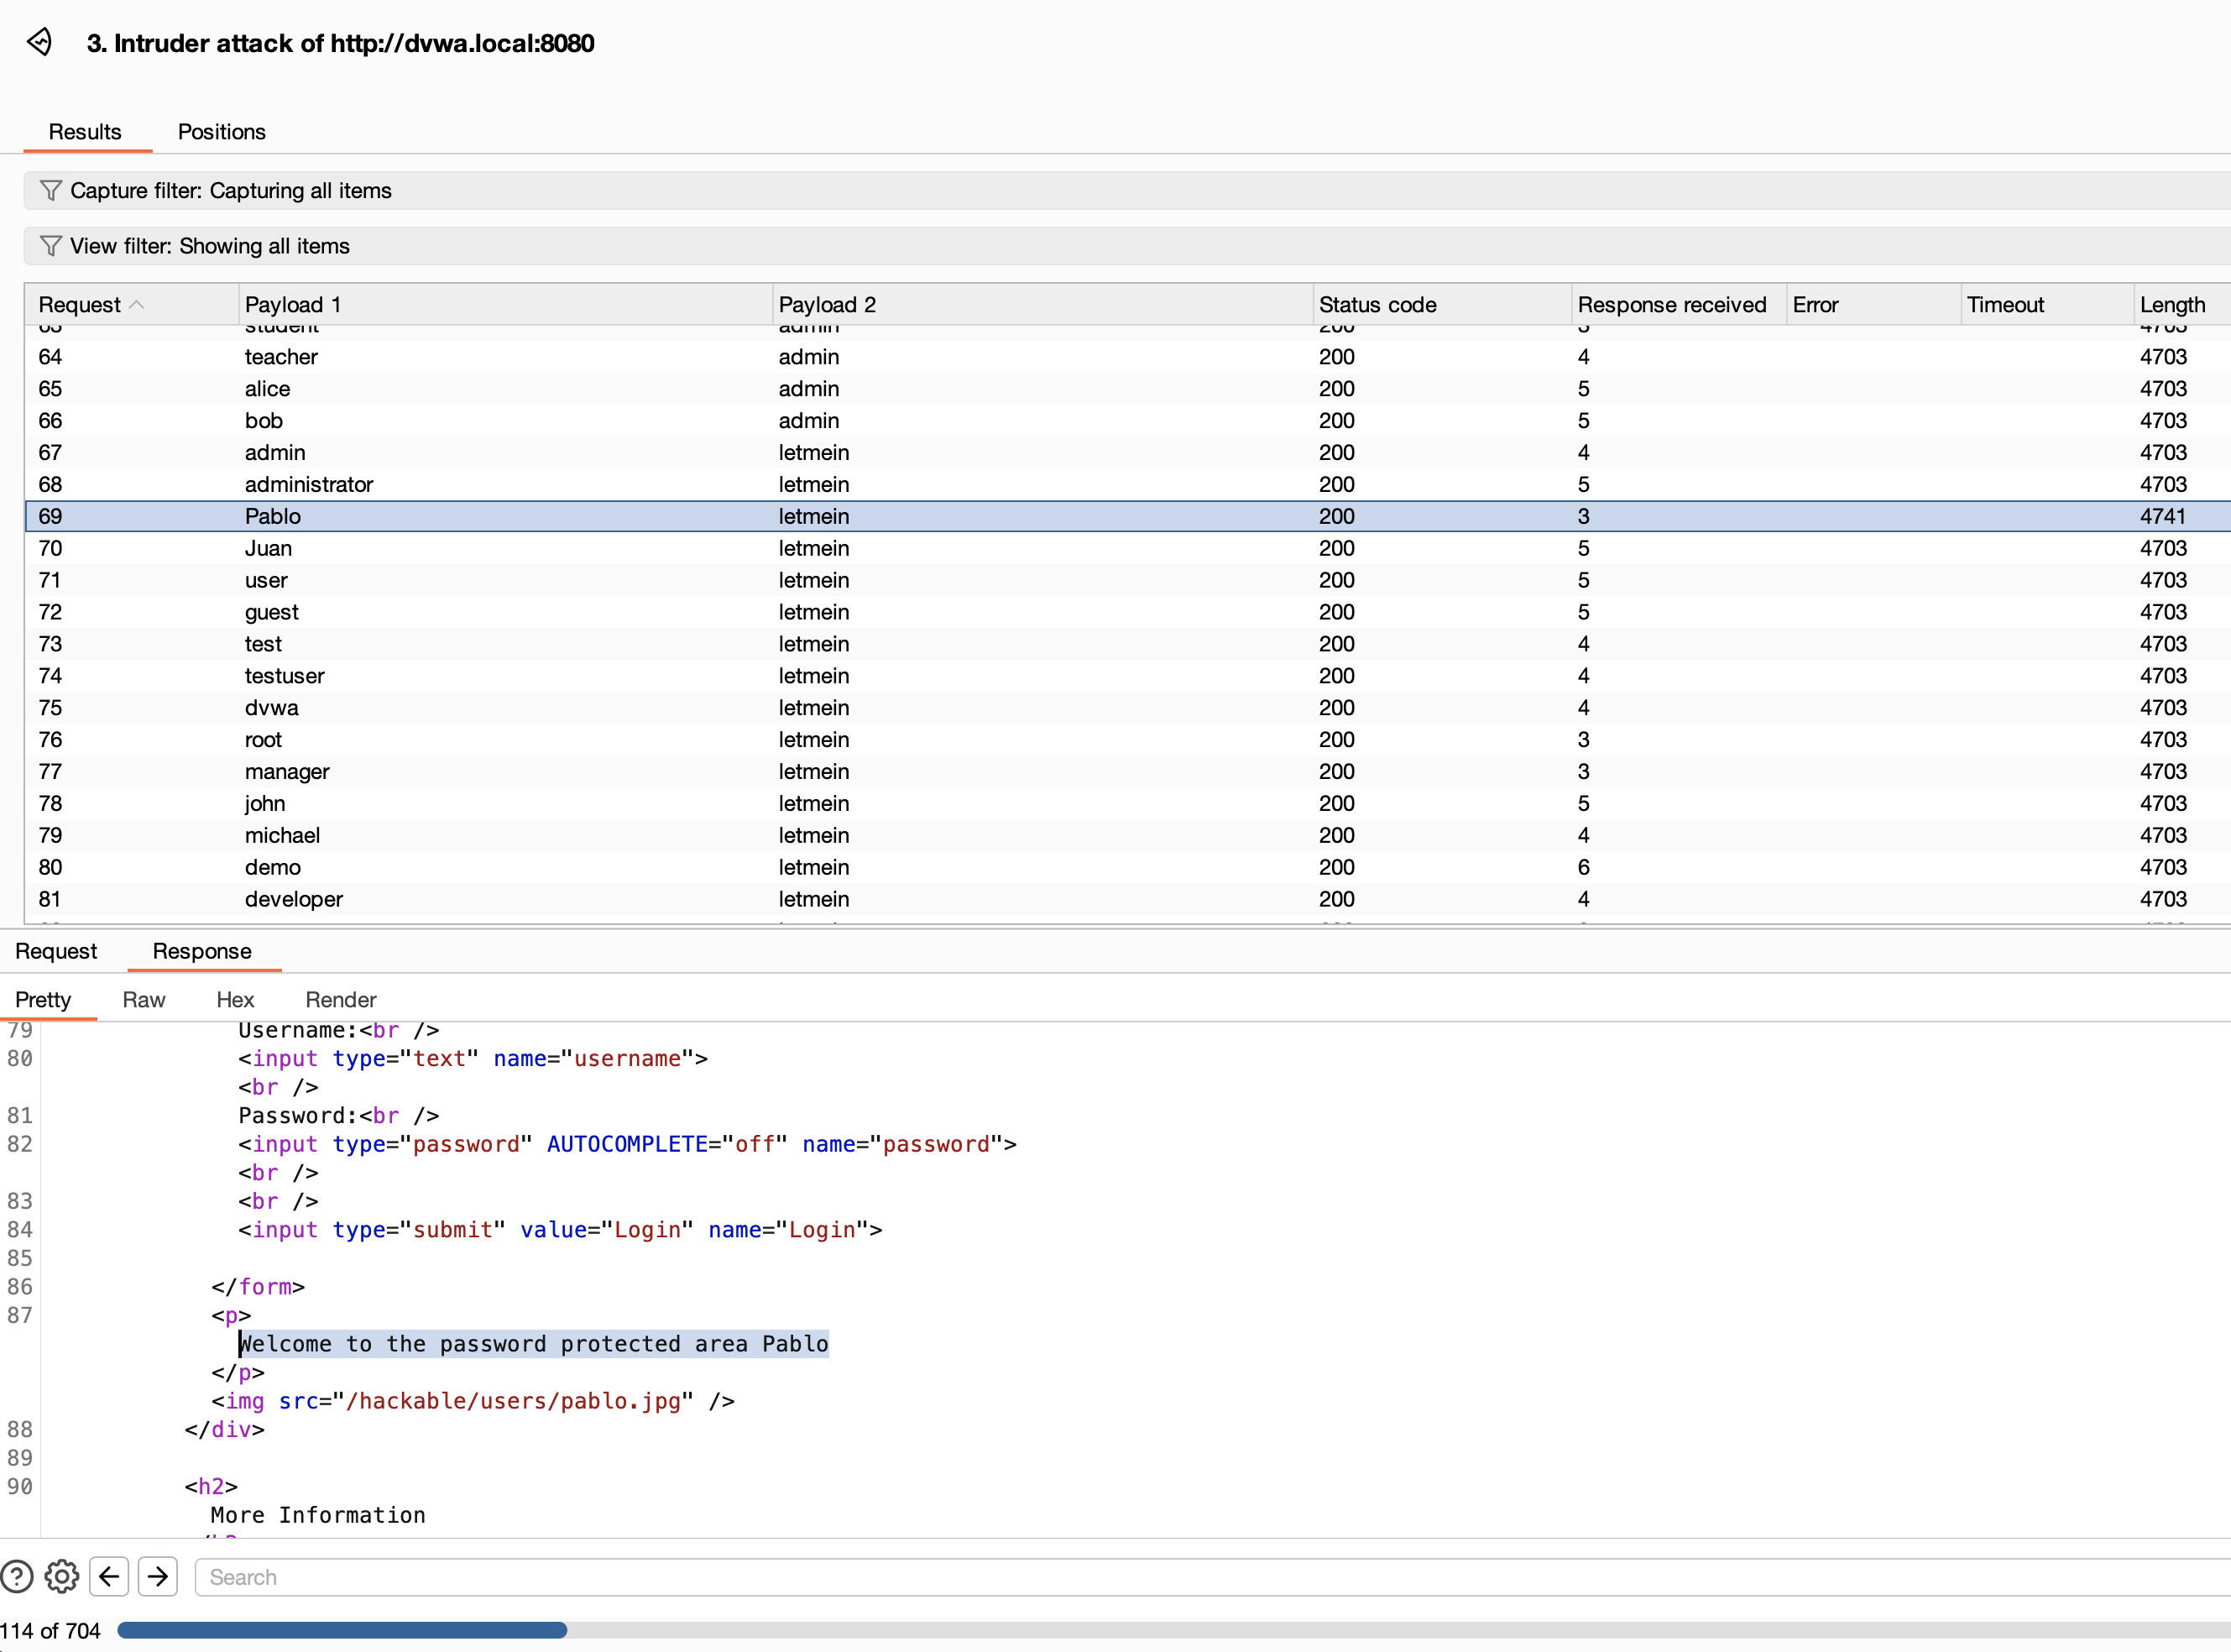 3. Intruder attack of http://dvwa.local:8080
Results Positions
Capture filter: Capturing all items
View filter: Showing all items
Request Payload 1 Payload 2 Status code Response received Error Timeout Length
student admin 200
64 teacher admin 200 4 4703
65 alice admin 200 5 4703
66 bob admin 200 5 4703
67 admin letmein 200 4 4703
68 administrator letmein 200 5 4703
69 Pablo letmein 200 3 4741
70 Juan letmein 200 5 4703
71 user letmein 200 5 4703
72 guest letmein 200 5 4703
73 test letmein 200 4 4703
74 testuser letmein 200 4 4703
75 dvwa letmein 200 4 4703
76 root letmein 200 3 4703
77 manager letmein 200 3 4703
78 john letmein 200 5 4703
79 michael letmein 200 4 4703
80 demo letmein 200 6 4703
81 developer letmein 200 4 4703
Request Response
Pretty Raw Hex Render
79 Username:<br />
80 <input type="text" name="username">
<br />
81 Password:<br />
82 <input type="password" AUTOCOMPLETE="off" name="password">
<br />
83 <br />
84 <input type="submit" value="Login" name="Login">
85
86 </form>
87 <p>
Welcome to the password protected area Pablo
</p>
<img src="/hackable/users/pablo.jpg" />
88 </div>
89
90 <h2>
More Information
Search
114 of 704